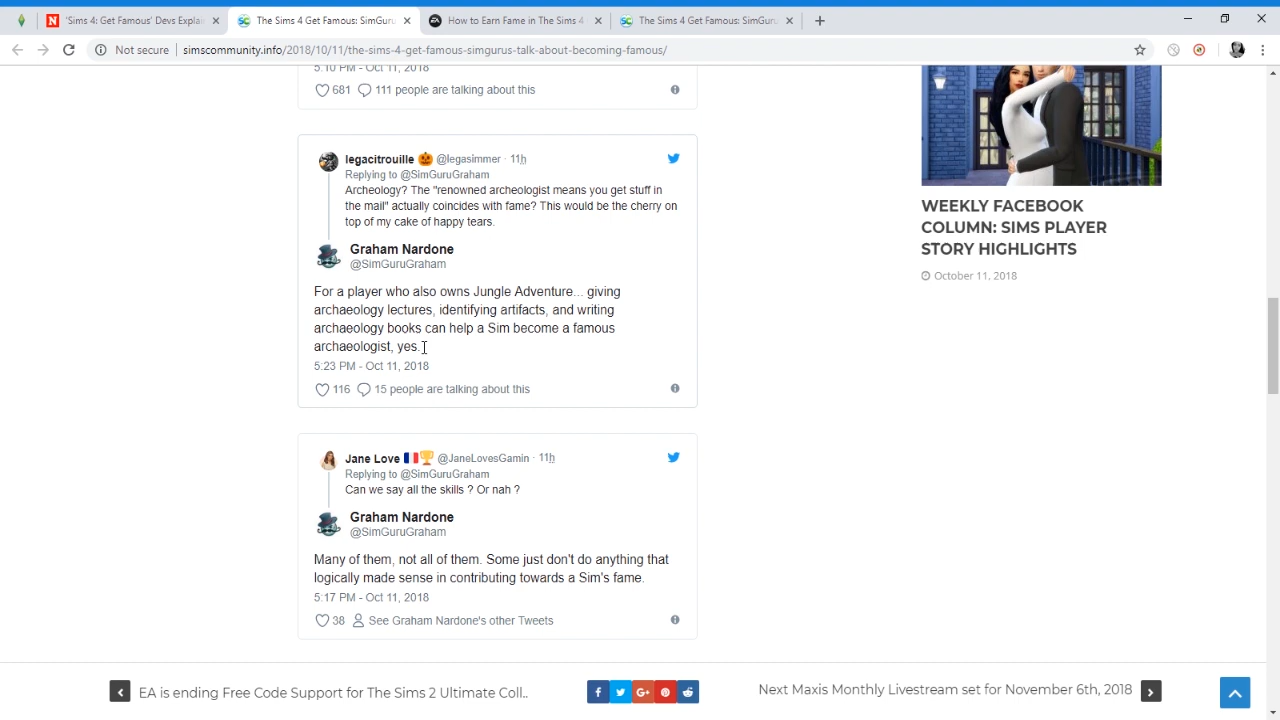 'Sims 4: Get Famous' Devs Explai
The Sims 4 Get Famous: SimGuru
How to Earn Fame in The Sims 4
The Sims 4 Get Famous: SimGuru
Not secure
simscommunity.info/2018/10/11/the-sims-4-get-famous-simgurus-talk-about-becoming-famous/
5:10 PM - Oct 11, 2018
681 111 people are talking about this
legacitrouille 🎃 @legasimmer · 11h
Replying to @SimGuruGraham
Archeology? The "renowned archeologist means you get stuff in
the mail" actually coincides with fame? This would be the cherry on
top of my cake of happy tears.
Graham Nardone
@SimGuruGraham
For a player who also owns Jungle Adventure... giving
archaeology lectures, identifying artifacts, and writing
archaeology books can help a Sim become a famous
archaeologist, yes.
5:23 PM - Oct 11, 2018
116 15 people are talking about this
Jane Love 🇫🇷🏆 @JaneLovesGamin · 11h
Replying to @SimGuruGraham
Can we say all the skills ? Or nah ?
Graham Nardone
@SimGuruGraham
Many of them, not all of them. Some just don't do anything that
logically made sense in contributing towards a Sim's fame.
5:17 PM - Oct 11, 2018
38 See Graham Nardone's other Tweets
WEEKLY FACEBOOK
COLUMN: SIMS PLAYER
STORY HIGHLIGHTS
October 11, 2018
EA is ending Free Code Support for The Sims 2 Ultimate Coll..
Next Maxis Monthly Livestream set for November 6th, 2018